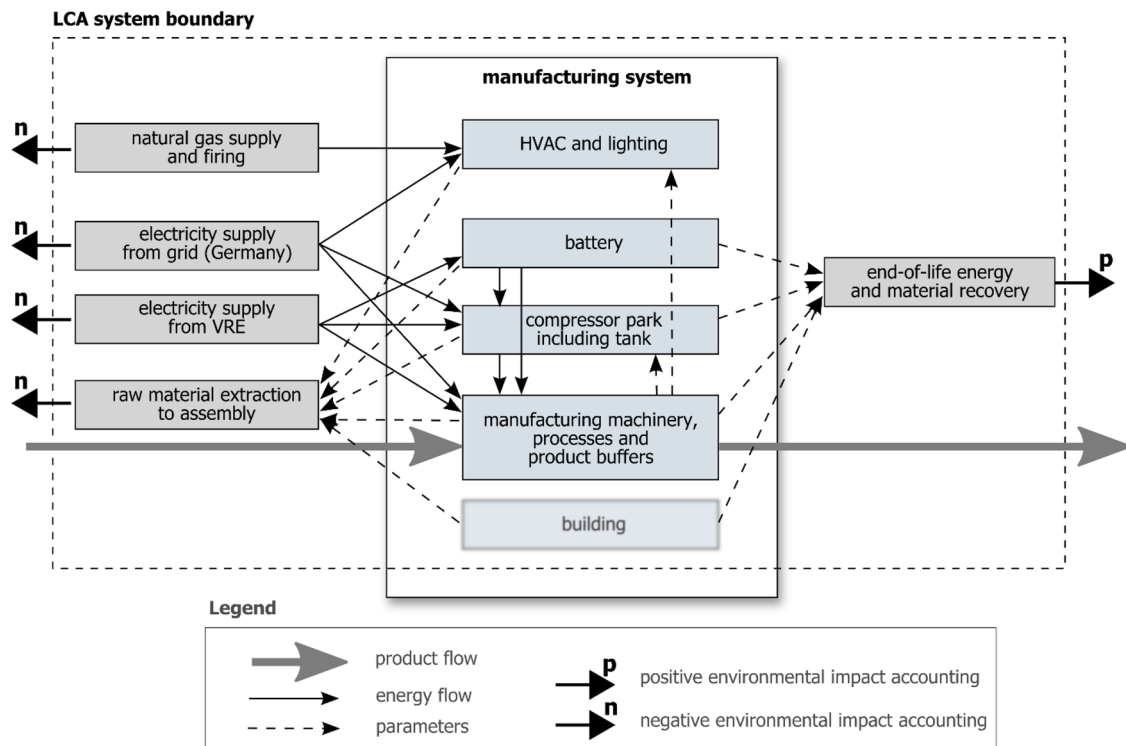 LCA system boundary
manufacturing system
n
natural gas supply
and firing
HVAC and lighting
n
electricity supply
from grid (Germany)
battery
p
end-of-life energy
and material recovery
n
electricity supply
from VRE
compressor park
including tank
n
raw material extraction
to assembly
manufacturing machinery,
processes and
product buffers
building
Legend
product flow
energy flow
parameters
p
positive environmental impact accounting
n
negative environmental impact accounting